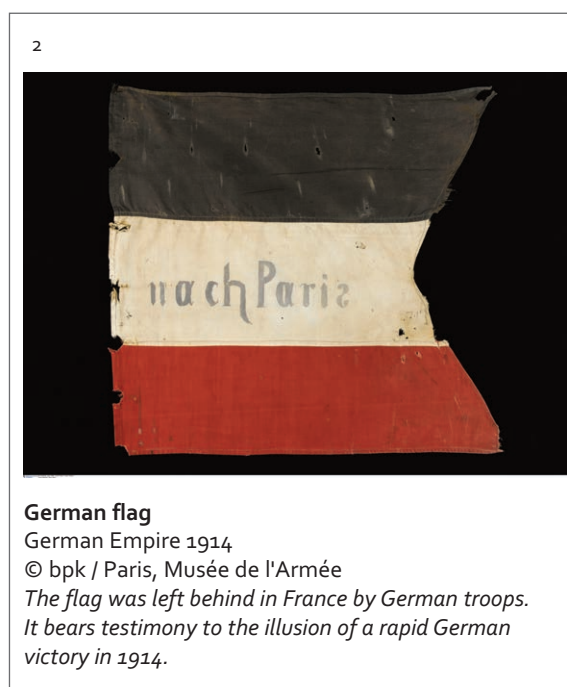 2
nach Paris
German flag
German Empire 1914
© bpk / Paris, Musée de l'Armée
The flag was left behind in France by German troops.
It bears testimony to the illusion of a rapid German
victory in 1914.